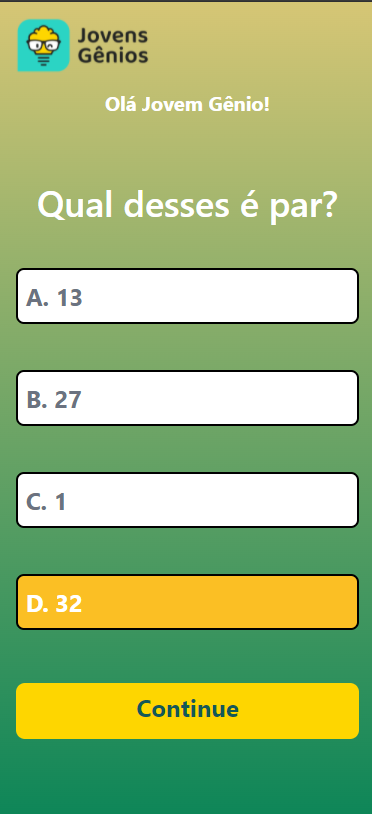 Jovens
Gênios
Olá Jovem Gênio!
Qual desses é par?
A. 13
B. 27
C. 1
D. 32
Continue